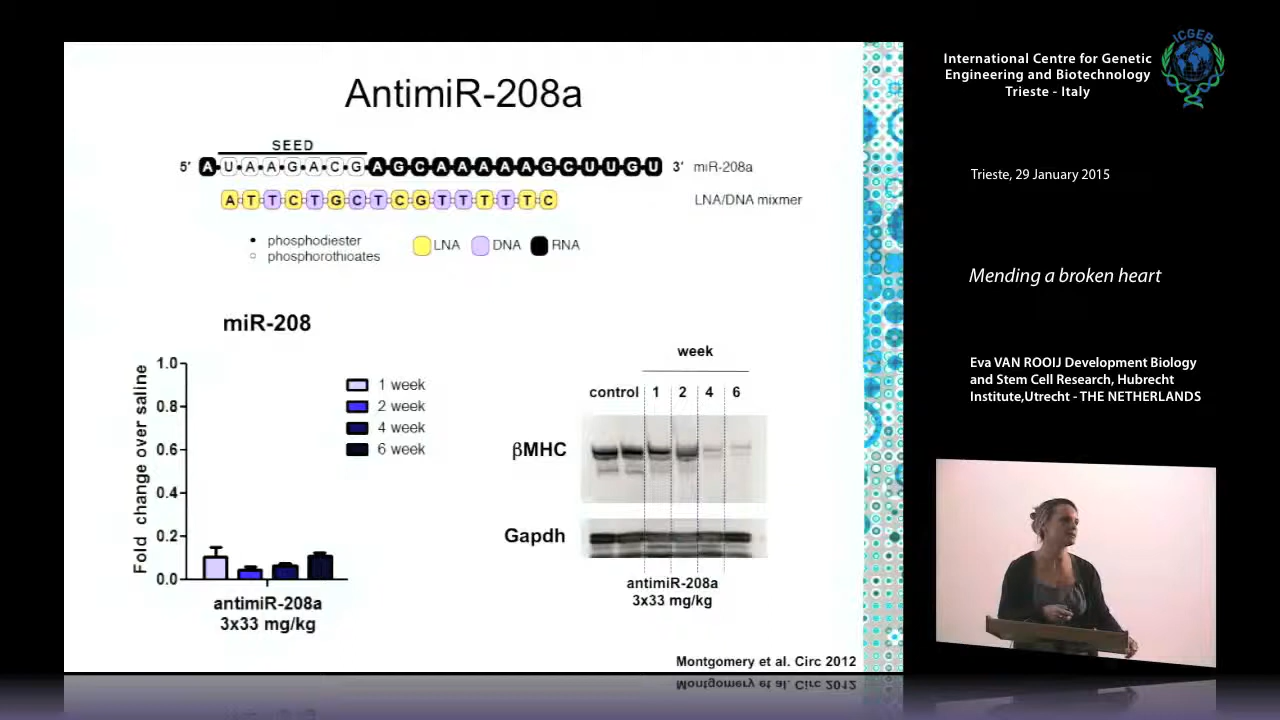 AntimiR-208a
SEED
5' A U A A G A C G A G C A A A A A G C U U G U 3' miR-208a
A T T C T G C T C G T T T T T C LNA/DNA mixmer
• phosphodiester
○ phosphorothioates
LNA DNA RNA
miR-208
Fold change over saline
1.0
0.8
0.6
0.4
0.2
0.0
1 week
2 week
4 week
6 week
antimiR-208a
3x33 mg/kg
week
control 1 2 4 6
βMHC
Gapdh
antimiR-208a
3x33 mg/kg
Montgomery et al. Circ 2012
International Centre for Genetic
Engineering and Biotechnology
Trieste - Italy
ICGEB
Trieste, 29 January 2015
Mending a broken heart
Eva VAN ROOIJ Development Biology
and Stem Cell Research, Hubrecht
Institute,Utrecht - THE NETHERLANDS